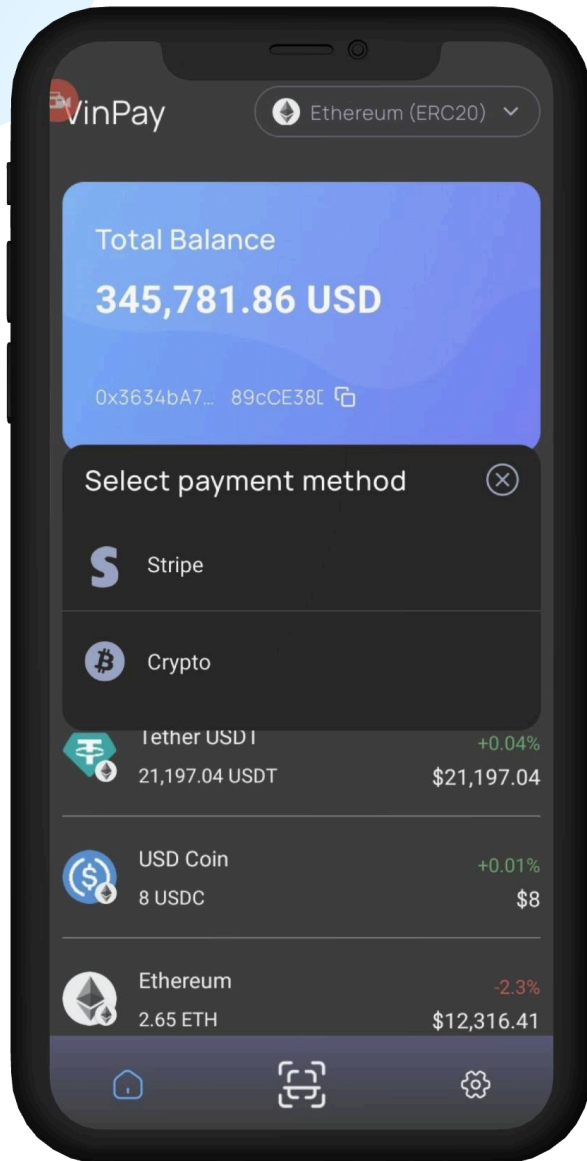 VinPay
Ethereum (ERC20)
Total Balance
345,781.86 USD
0x3634bA7... 89cCE38D
Select payment method
Stripe
Crypto
Tether USDT
+0.04%
21,197.04 USDT
$21,197.04
USD Coin
+0.01%
8 USDC
$8
Ethereum
-2.3%
2.65 ETH
$12,316.41